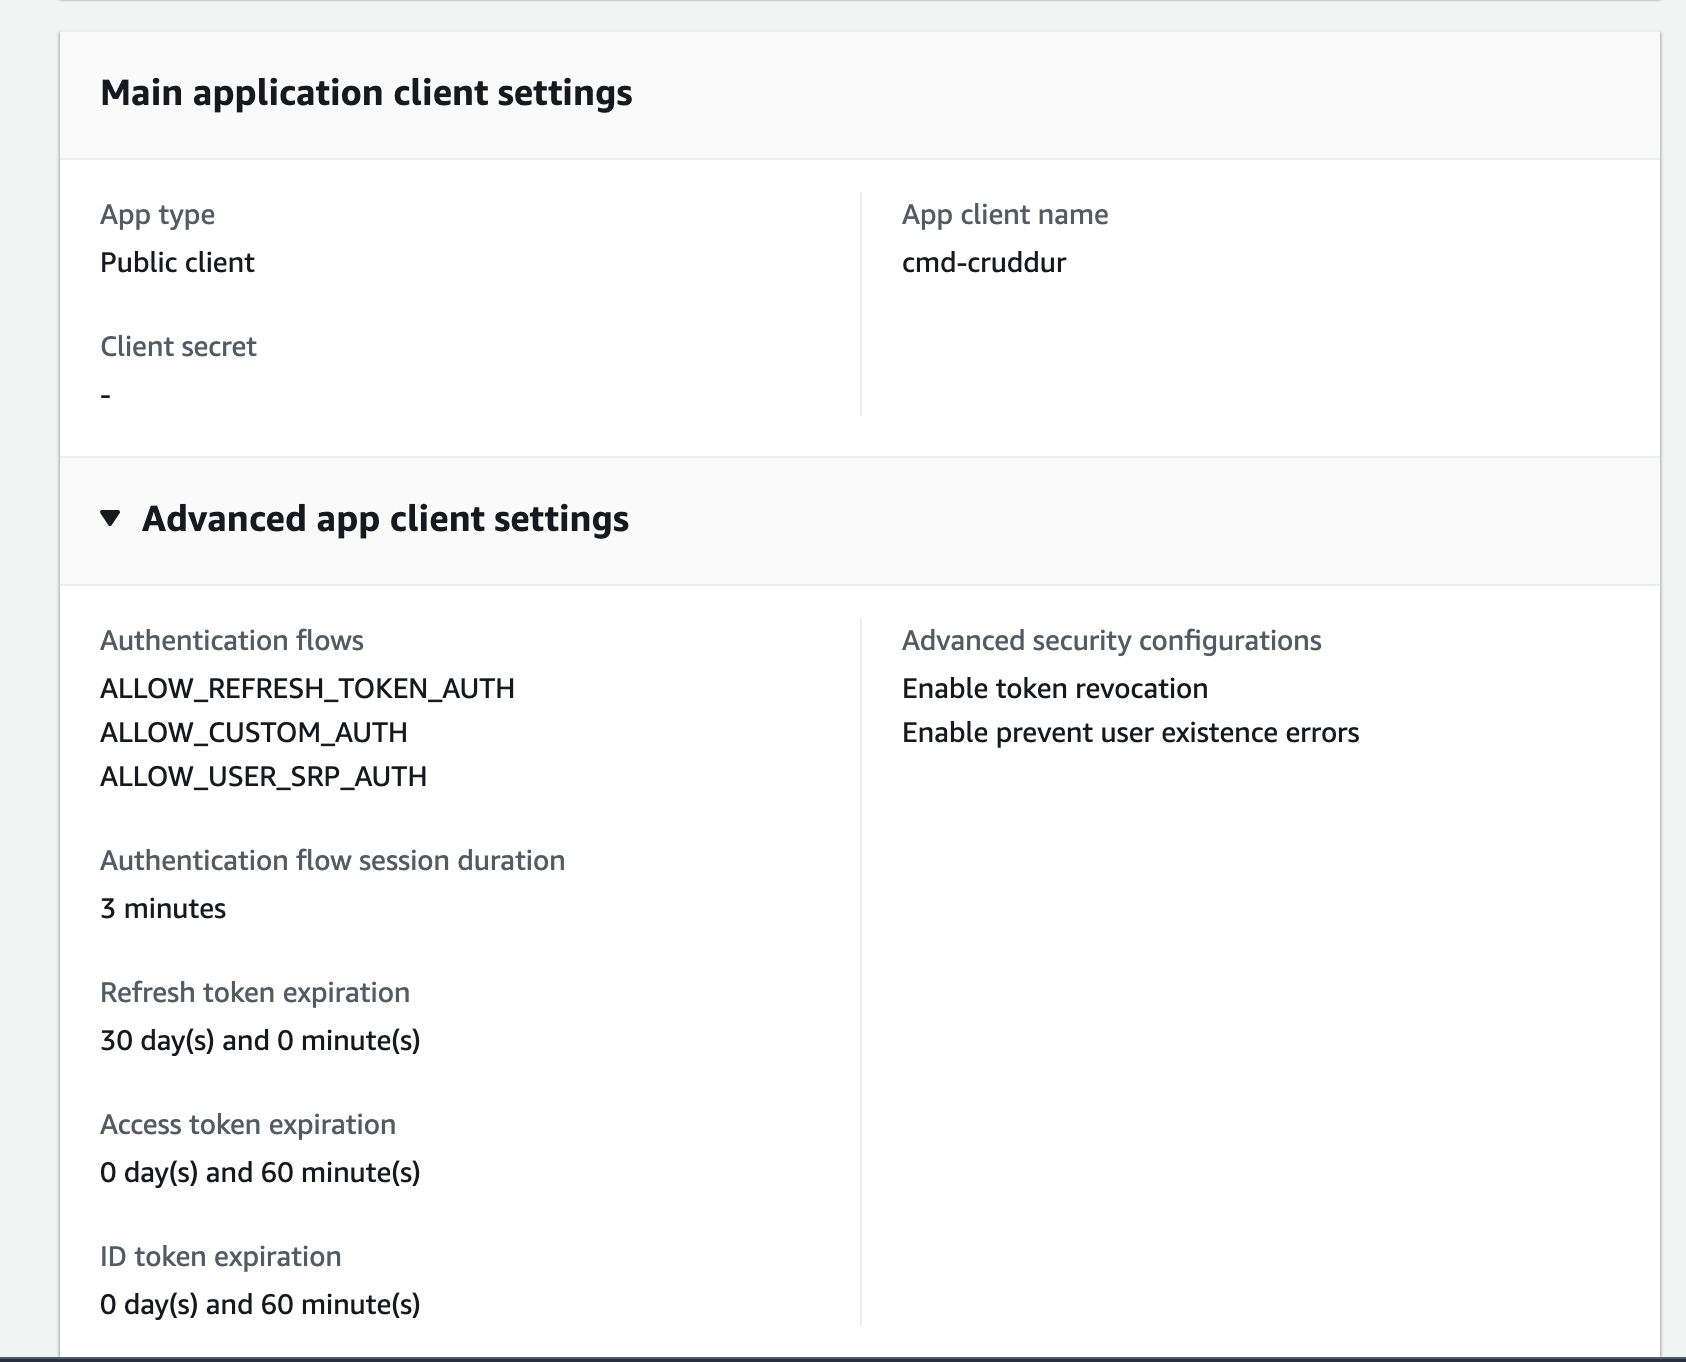 Main application client settings
App type
Public client
Client secret
-
App client name
cmd-cruddur
Advanced app client settings
Authentication flows
ALLOW_REFRESH_TOKEN_AUTH
ALLOW_CUSTOM_AUTH
ALLOW_USER_SRP_AUTH
Authentication flow session duration
3 minutes
Refresh token expiration
30 day(s) and 0 minute(s)
Access token expiration
0 day(s) and 60 minute(s)
ID token expiration
0 day(s) and 60 minute(s)
Advanced security configurations
Enable token revocation
Enable prevent user existence errors